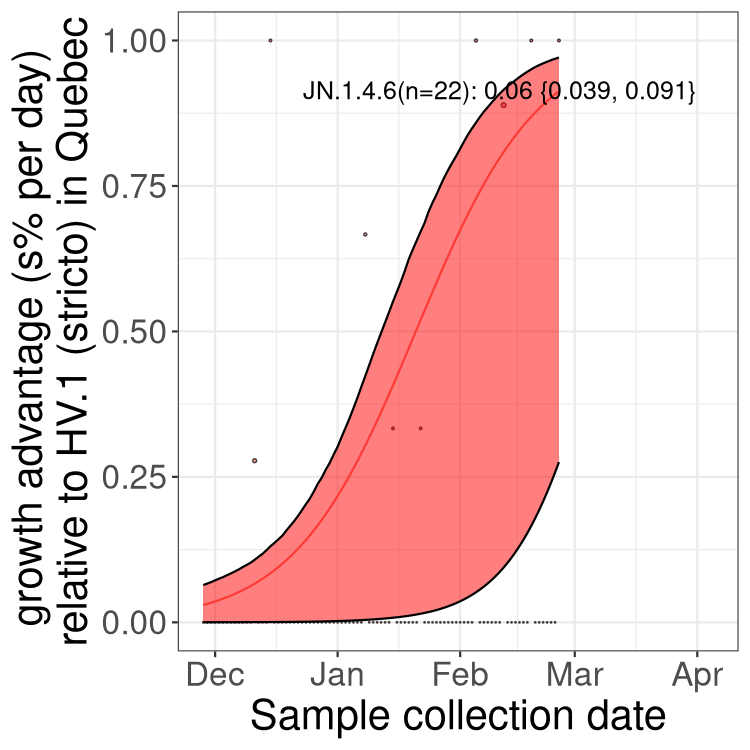 growth advantage (s% per day)
relative to HV.1 (stricto) in Quebec
1.00
0.75
0.50
0.25
0.00
JN.1.4.6(n=22): 0.06 {0.039, 0.091}
Dec Jan Feb Mar Apr
Sample collection date